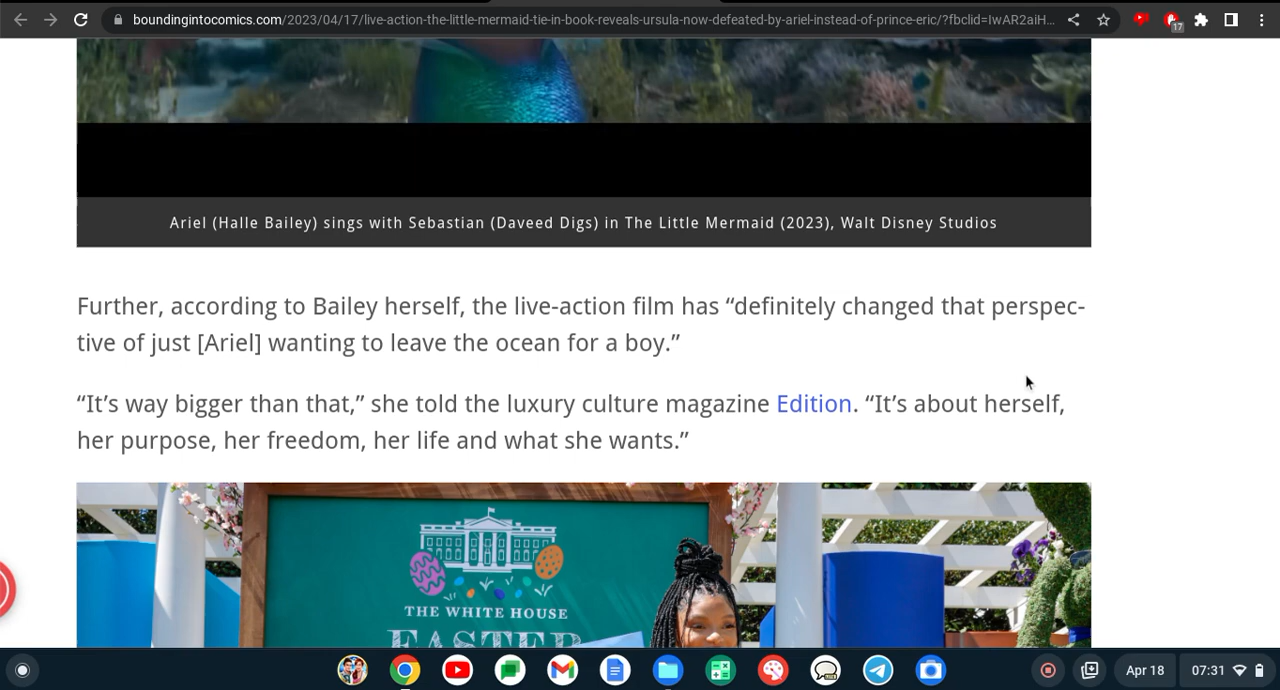 boundingintocomics.com/2023/04/17/live-action-the-little-mermaid-tie-in-book-reveals-ursula-now-defeated-by-ariel-instead-of-prince-eric/?fbclid=IwAR2aiH...
17
Ariel (Halle Bailey) sings with Sebastian (Daveed Digs) in The Little Mermaid (2023), Walt Disney Studios
Further, according to Bailey herself, the live-action film has “definitely changed that perspec-
tive of just [Ariel] wanting to leave the ocean for a boy.”
“It’s way bigger than that,” she told the luxury culture magazine Edition. “It’s about herself,
her purpose, her freedom, her life and what she wants.”
THE WHITE HOUSE
EASTER
Apr 18
07:31